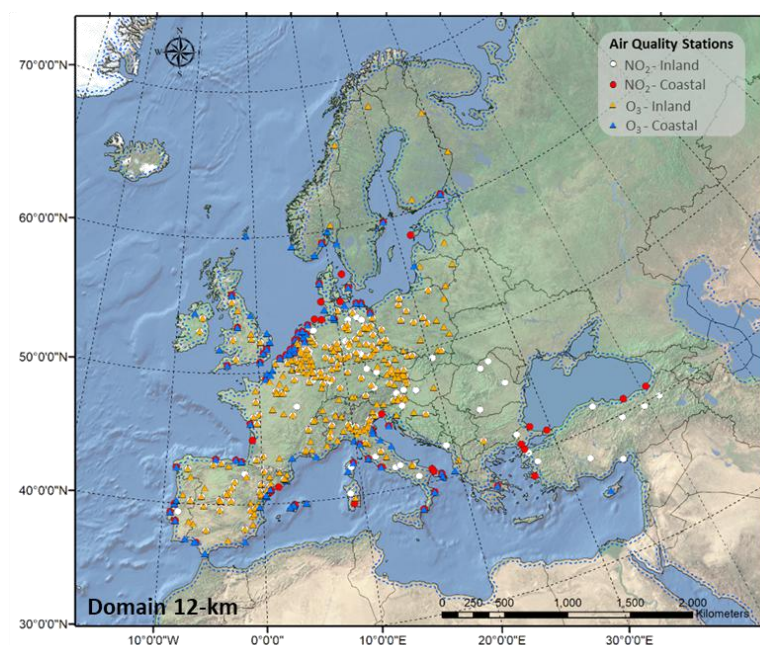 Air Quality Stations
NO₂ - Inland
NO₂ - Coastal
O₃ - Inland
O₃ - Coastal
N
W
S
70°0'0"N
60°0'0"N
50°0'0"N
40°0'0"N
30°0'0"N
Domain 12-km
0 250 500 1,000 1,500 2,000
Kilometers
10°0'0"W 0°0'0" 10°0'0"E 20°0'0"E 30°0'0"E